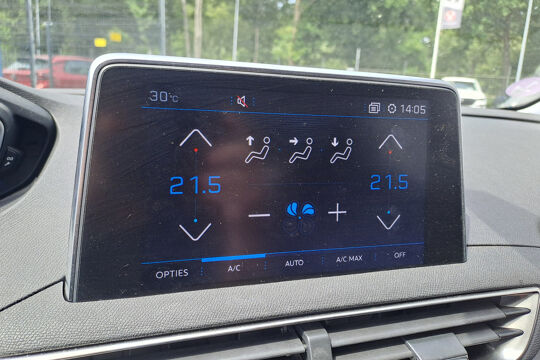 30°C 14:05
21.5 21.5
OPTIES A/C AUTO A/C MAX OFF